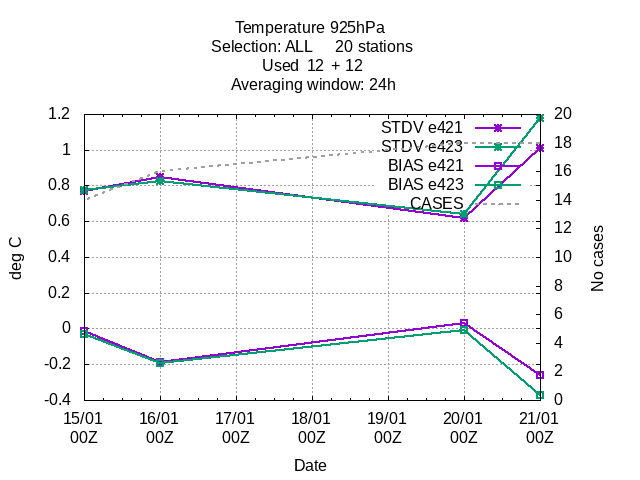 Temperature 925hPa
Selection: ALL     20 stations
Used  12 + 12
Averaging window: 24h
1.2
1
0.8
0.6
0.4
0.2
0
-0.2
-0.4
deg C
20
18
16
14
12
10
8
6
4
2
0
No cases
STDV e421
STDV e423
BIAS e421
BIAS e423
CASES
15/01 16/01 17/01 18/01 19/01 20/01 21/01
00Z 00Z 00Z 00Z 00Z 00Z 00Z
Date